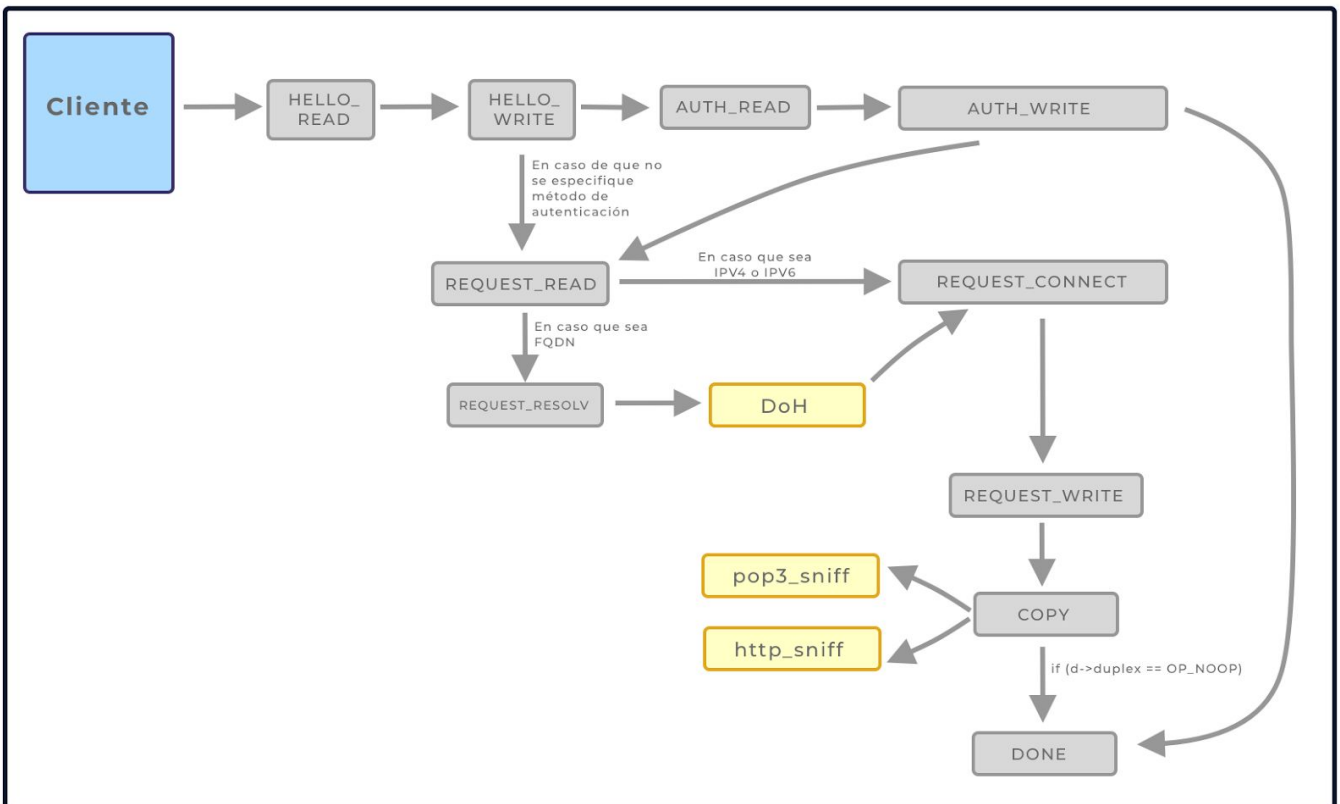 Cliente
HELLO_
READ
HELLO_
WRITE
AUTH_READ
AUTH_WRITE
En caso de que no
se especifique
método de
autenticación
REQUEST_READ
En caso que sea
IPV4 o IPV6
REQUEST_CONNECT
En caso que sea
FQDN
REQUEST_RESOLV
DoH
REQUEST_WRITE
pop3_sniff
COPY
http_sniff
if (d->duplex == OP_NOOP)
DONE